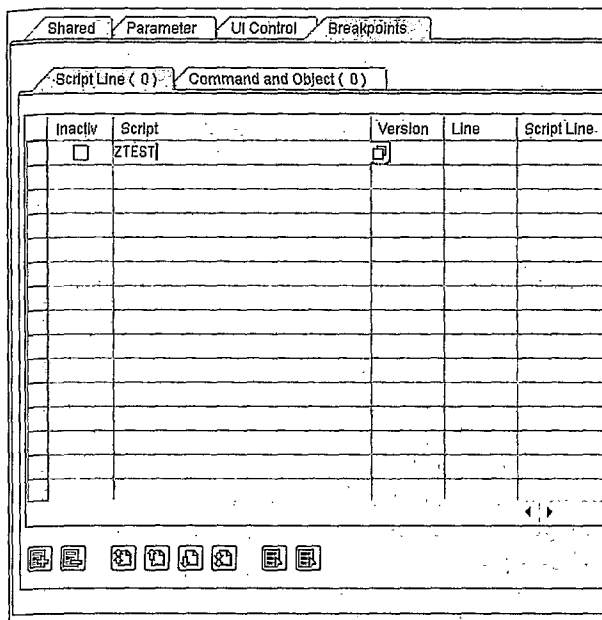 Shared Parameter UI Control Breakpoints
Script Line ( 0 ) Command and Object ( 0 )
Inactiv Script Version Line Script Line
ZTEST